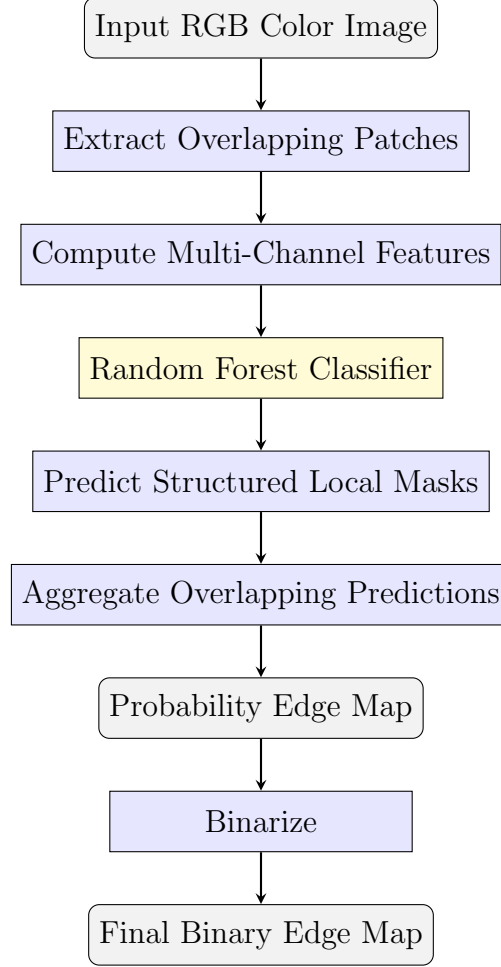 Input RGB Color Image
Extract Overlapping Patches
Compute Multi-Channel Features
Random Forest Classifier
Predict Structured Local Masks
Aggregate Overlapping Predictions
Probability Edge Map
Binarize
Final Binary Edge Map